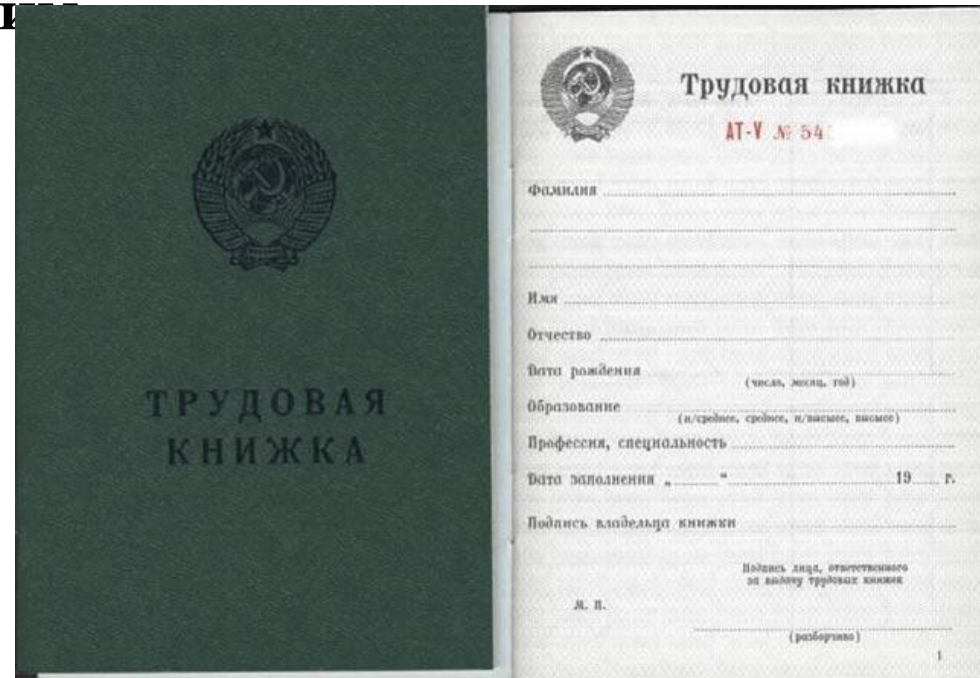 ТРУДОВАЯ
КНИЖКА
Трудовая книжка
АТ-V № 54
Фамилия
Имя
Отчество
Дата рождения
(число, месяц, год)
Образование
(н/среднее, среднее, н/высшее, высшее)
Профессия, специальность
Дата заполнения „ “ 19 г.
Подпись владельца книжки
Подпись лица, ответственного
за выдачу трудовых книжек
М. П.
(разборчиво)
1